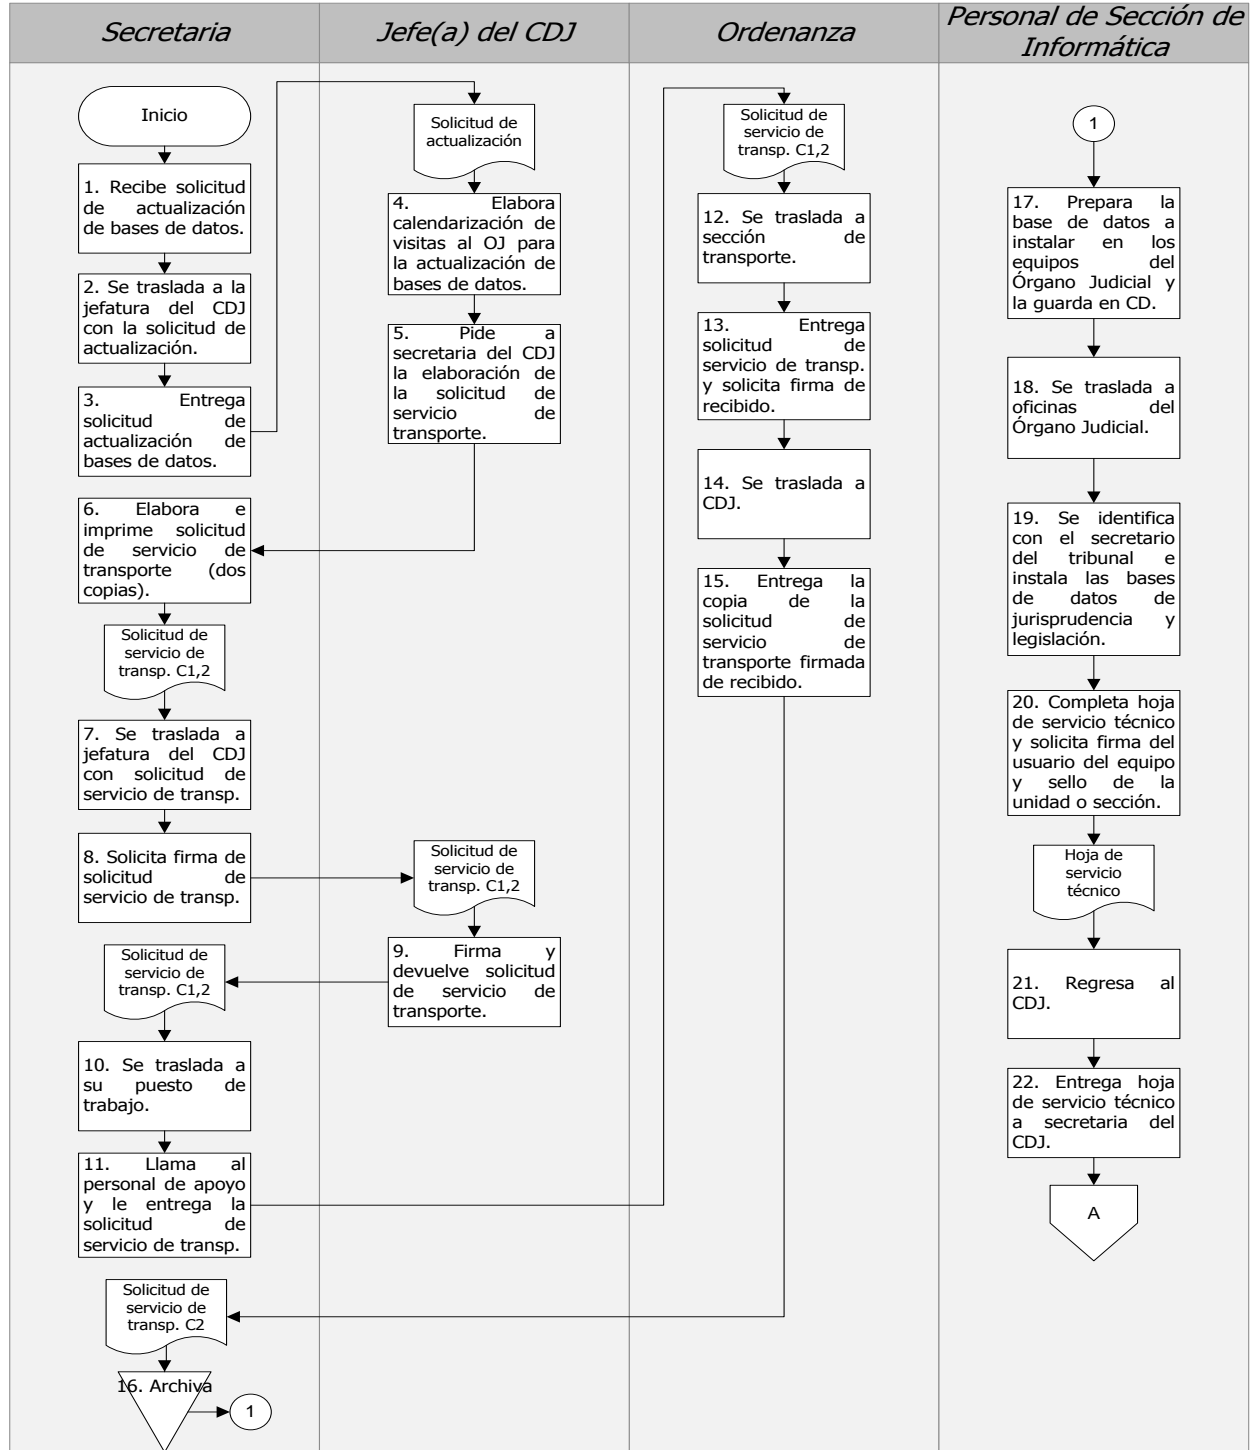 Secretaria
Jefe(a) del CDJ
Ordenanza
Personal de Sección de
Informática
Inicio
1. Recibe solicitud
de actualización
de bases de datos.
2. Se traslada a la
jefatura del CDJ
con la solicitud de
actualización.
3. Entrega
solicitud de
actualización de
bases de datos.
Solicitud de
actualización
4. Elabora
calendarización de
visitas al OJ para
la actualización de
bases de datos.
5. Pide a
secretaria del CDJ
la elaboración de
la solicitud de
servicio de
transporte.
6. Elabora e
imprime solicitud
de servicio de
transporte (dos
copias).
Solicitud de
servicio de
transp. C1,2
7. Se traslada a
jefatura del CDJ
con solicitud de
servicio de transp.
8. Solicita firma de
solicitud de
servicio de transp.
Solicitud de
servicio de
transp. C1,2
9. Firma y
devuelve solicitud
de servicio de
transporte.
Solicitud de
servicio de
transp. C1,2
10. Se traslada a
su puesto de
trabajo.
11. Llama al
personal de apoyo
y le entrega la
solicitud de
servicio de transp.
Solicitud de
servicio de
transp. C1,2
12. Se traslada a
sección de
transporte.
13. Entrega
solicitud de
servicio de transp.
y solicita firma de
recibido.
14. Se traslada a
CDJ.
15. Entrega la
copia de la
solicitud de
servicio de
transporte firmada
de recibido.
Solicitud de
servicio de
transp. C2
16. Archiva
1
1
17. Prepara la
base de datos a
instalar en los
equipos del
Órgano Judicial y
la guarda en CD.
18. Se traslada a
oficinas del
Órgano Judicial.
19. Se identifica
con el secretario
del tribunal e
instala las bases
de datos de
jurisprudencia y
legislación.
20. Completa hoja
de servicio técnico
y solicita firma del
usuario del equipo
y sello de la
unidad o sección.
Hoja de
servicio
técnico
21. Regresa al
CDJ.
22. Entrega hoja
de servicio técnico
a secretaria del
CDJ.
A